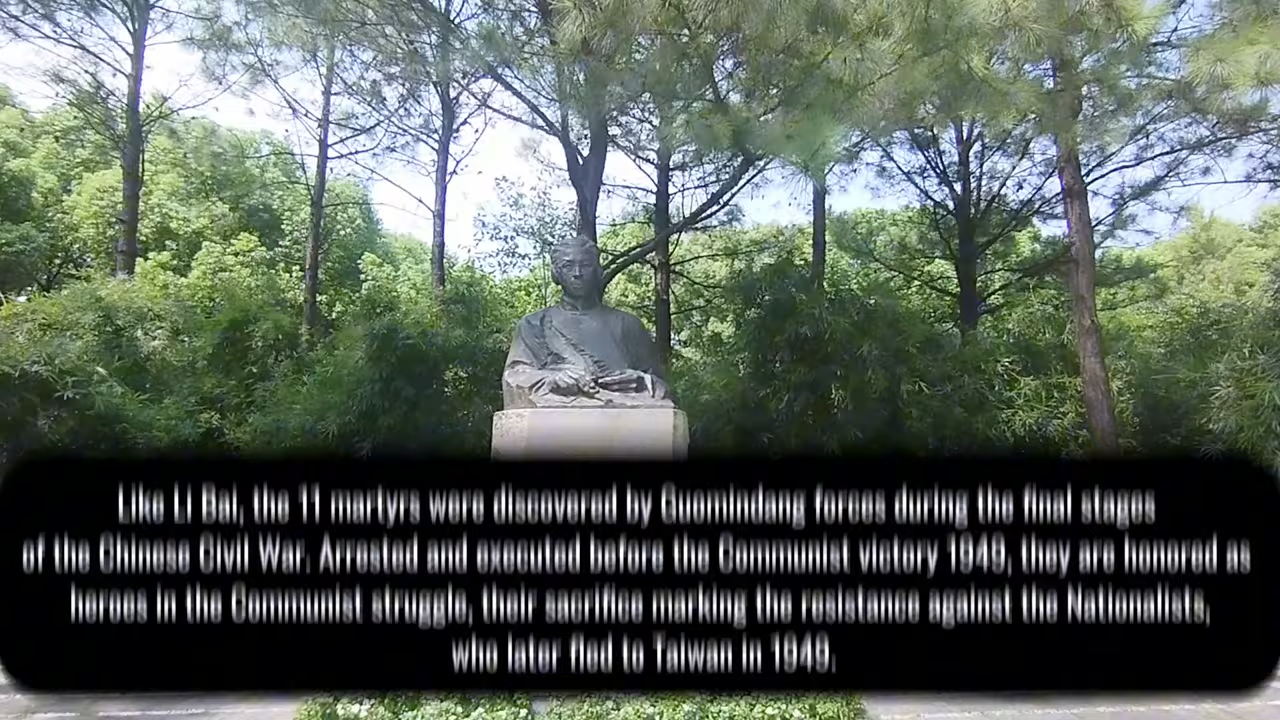 Like Li Bai, the 11 martyrs were discovered by Guomindang forces during the final stages
of the Chinese Civil War. Arrested and executed before the Communist victory 1949, they are honored as
heroes in the Communist struggle, their sacrifice marking the resistance against the Nationalists,
who later fled to Taiwan in 1949.